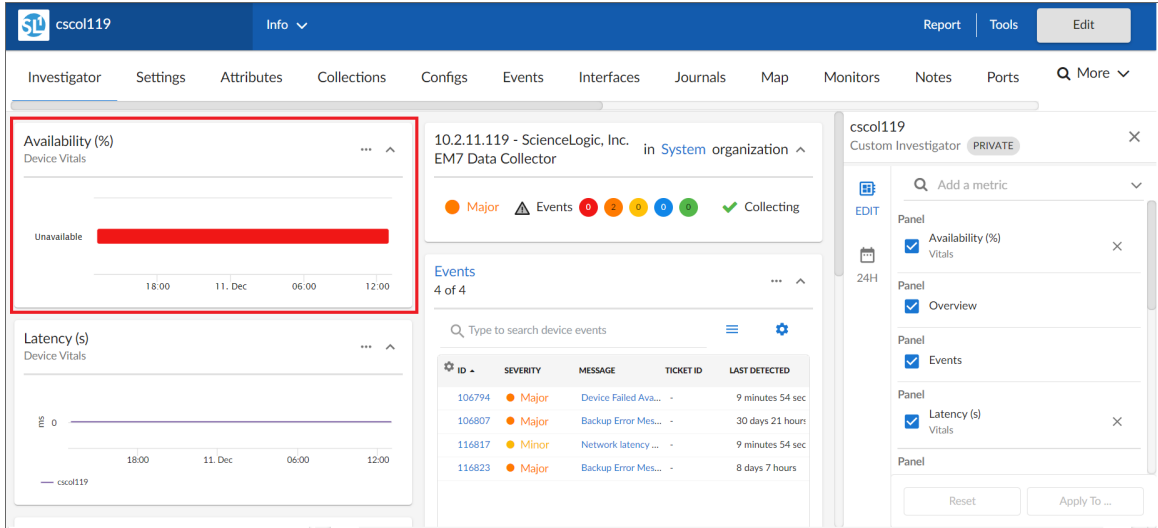 SL
cscol119
Info
Report
Tools
Edit
Investigator
Settings
Attributes
Collections
Configs
Events
Interfaces
Journals
Map
Monitors
Notes
Ports
More
Availability (%)
Device Vitals
Unavailable
18:00
11. Dec
06:00
12:00
Latency (s)
Device Vitals
ms
0
18:00
11. Dec
06:00
12:00
cscol119
10.2.11.119 - ScienceLogic, Inc.
EM7 Data Collector
in System organization
Major
Events
0
2
0
0
0
Collecting
Events
4 of 4
Type to search device events
ID SEVERITY MESSAGE TICKET ID LAST DETECTED
106794 Major Device Failed Ava... - 9 minutes 54 sec
106807 Major Backup Error Mes... - 30 days 21 hours
116817 Minor Network latency ... - 9 minutes 54 sec
116823 Major Backup Error Mes... - 8 days 7 hours
cscol119
Custom Investigator PRIVATE
EDIT
24H
Add a metric
Panel
Availability (%)
Vitals
Panel
Overview
Panel
Events
Panel
Latency (s)
Vitals
Panel
Reset
Apply To ...